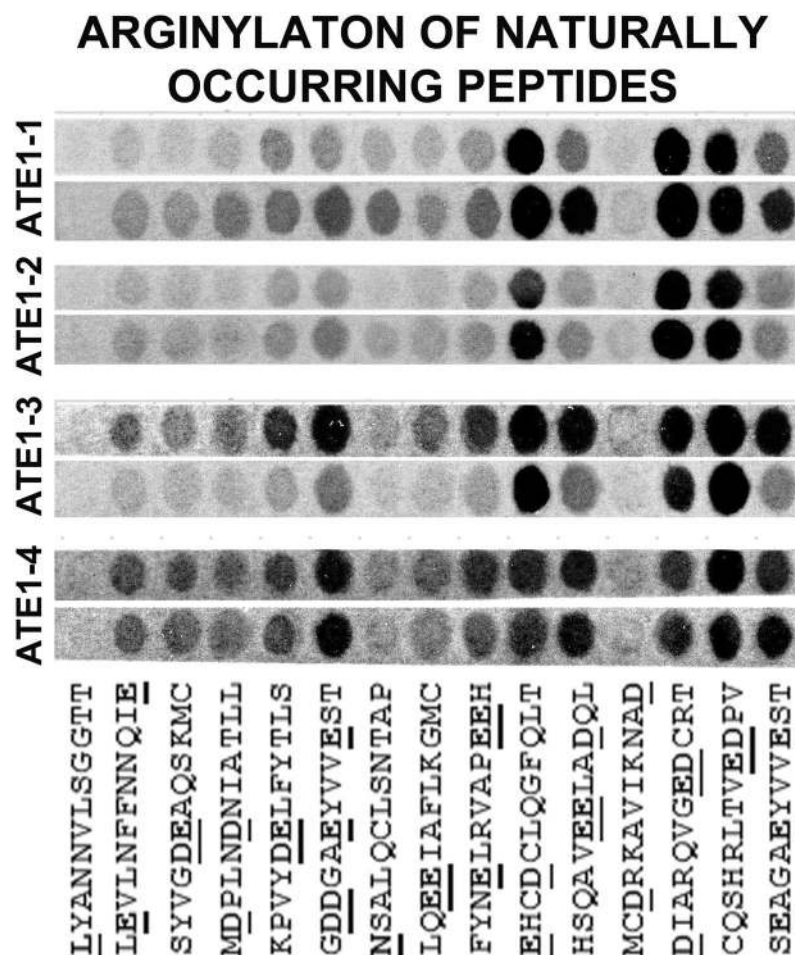 ARGINYLATON OF NATURALLY
OCCURRING PEPTIDES
ATE1-1
ATE1-2
ATE1-3
ATE1-4
LYANNVLSGGTT
LEVLNFFNNQIE
SYVGDEAQSKMC
MDPLNDNIATLL
KPVYDELFYTLS
GDDGAEYVVEST
NSALQCLSNTAP
LQEEIAFLKGMC
FYNELRVAPEEH
EHCDCLQGFQLT
HSQAVEELADQL
MCDRKAVIKNAD
DIARQVGEDCRT
CQSHRLTVEDPV
SEAGAEYVVEST